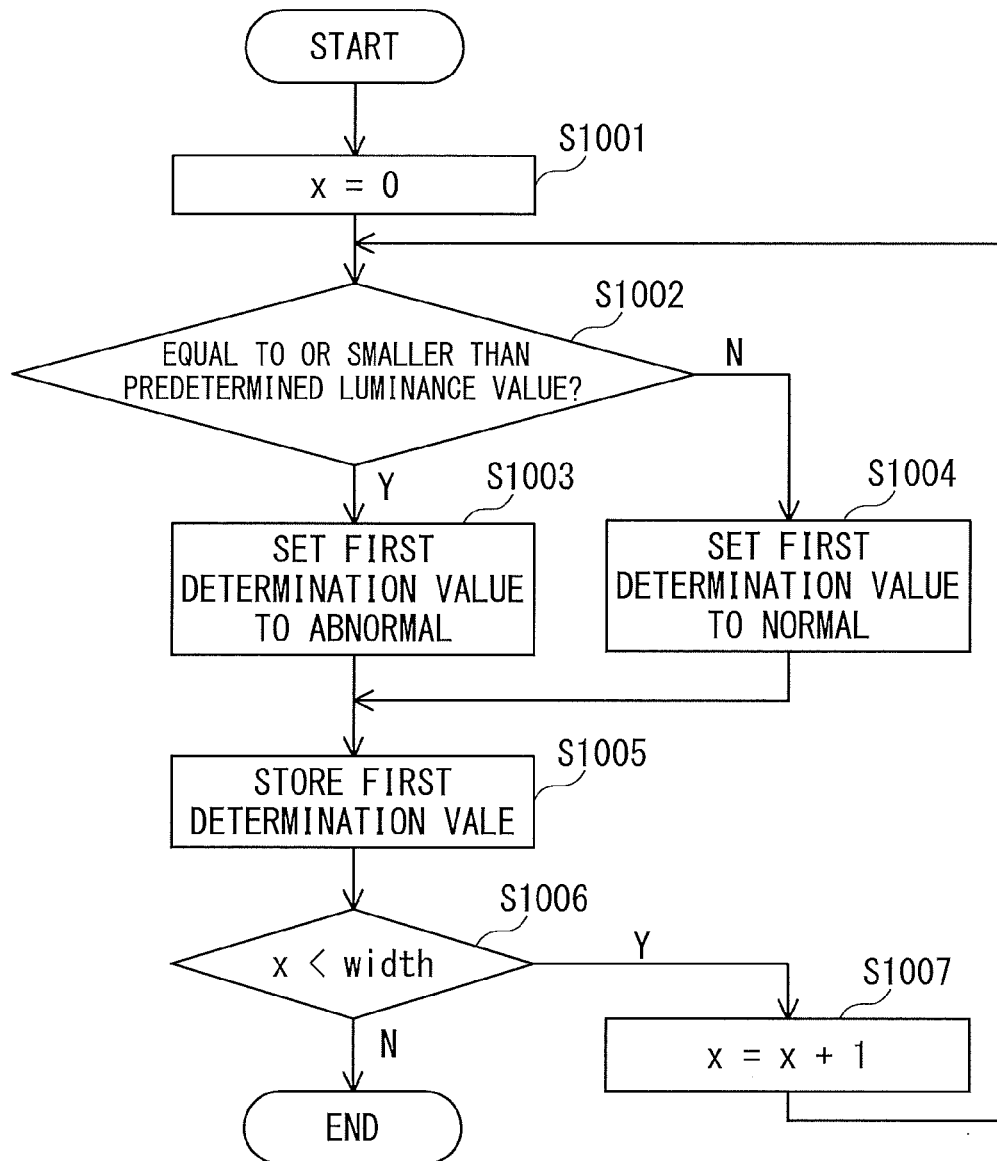 START
S1001
x = 0
S1002
EQUAL TO OR SMALLER THAN
PREDETERMINED LUMINANCE VALUE?
N
Y
S1003
SET FIRST
DETERMINATION VALUE
TO ABNORMAL
S1004
SET FIRST
DETERMINATION VALUE
TO NORMAL
S1005
STORE FIRST
DETERMINATION VALE
S1006
x < width
Y
N
S1007
x = x + 1
END